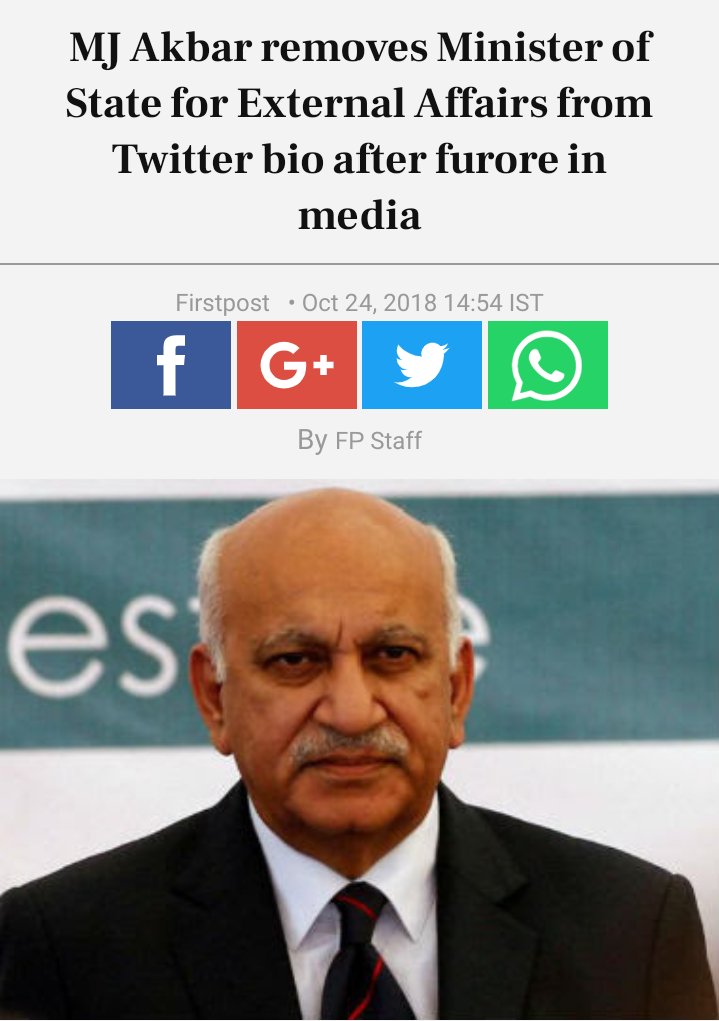 MJ Akbar removes Minister of
State for External Affairs from
Twitter bio after furore in
media
Firstpost • Oct 24, 2018 14:54 IST
f G+
By FP Staff
es e